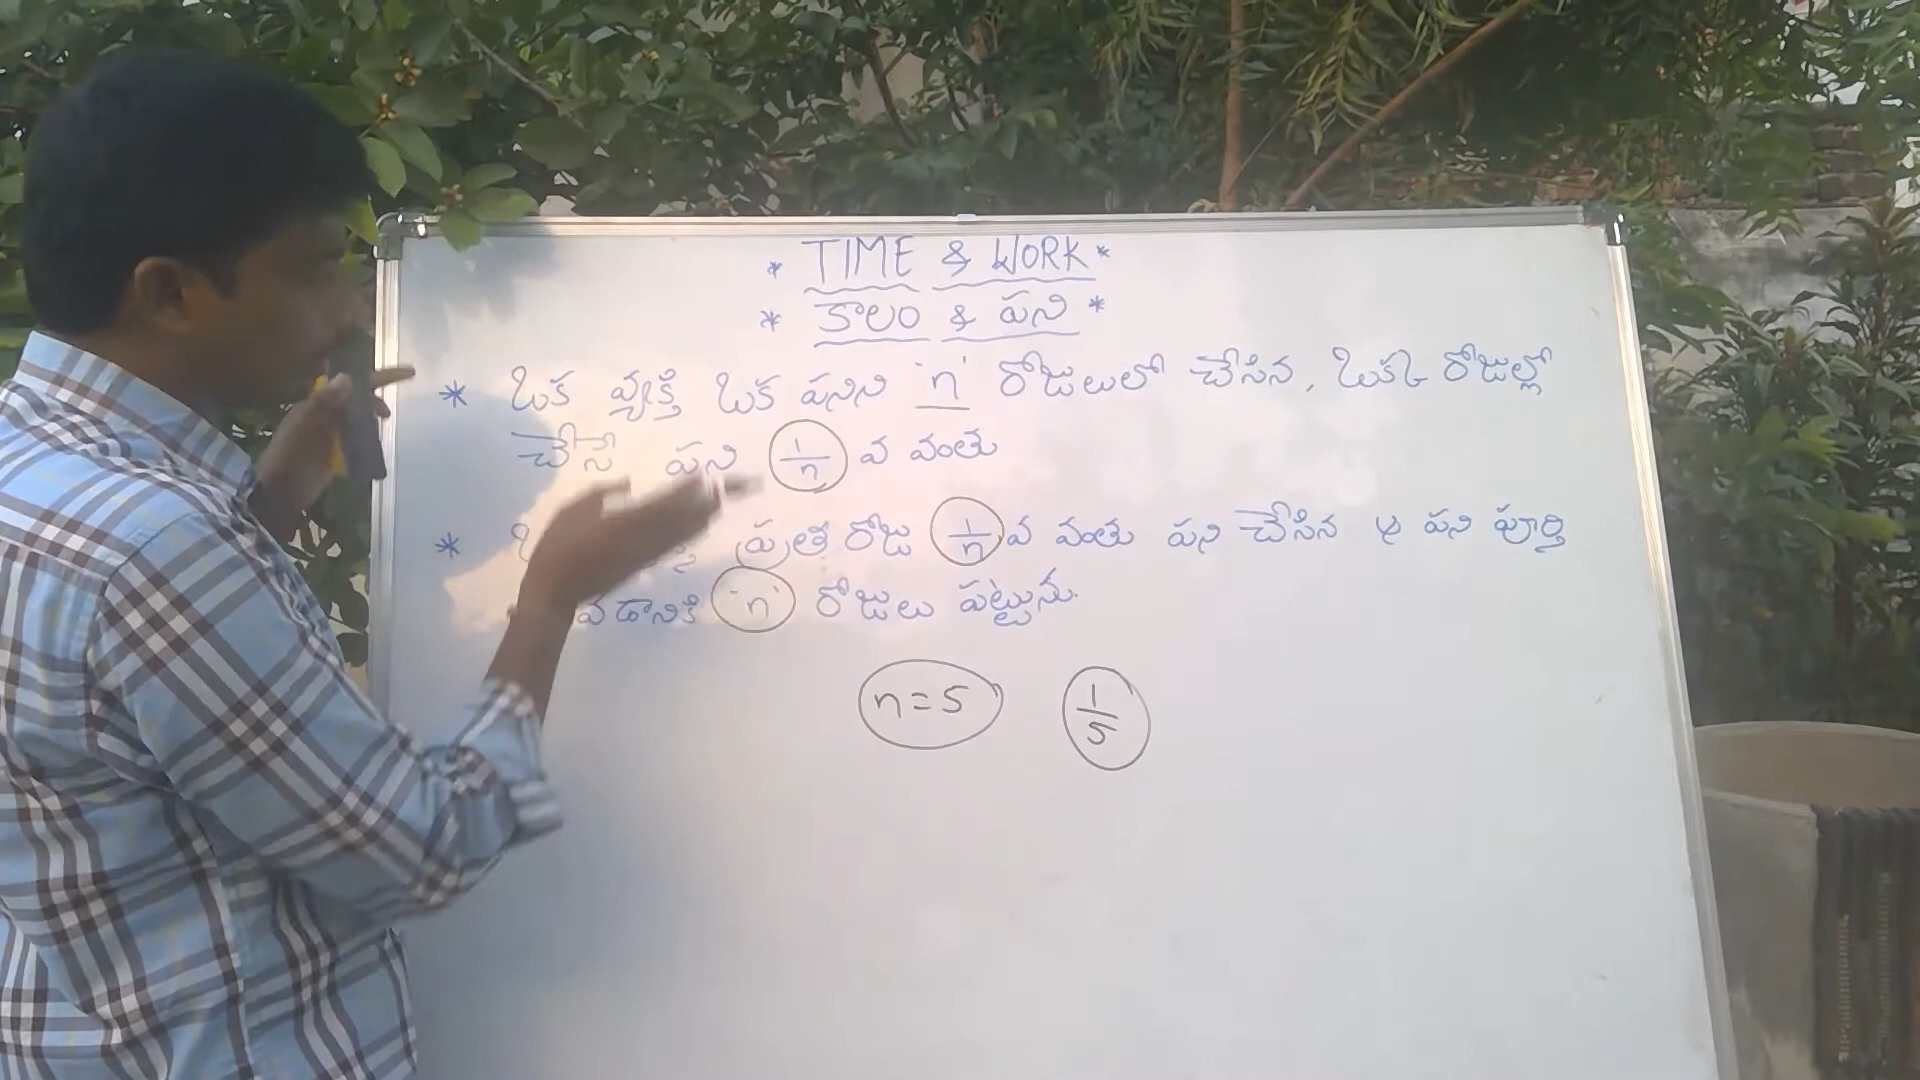 * TIME & WORK *
* కాలం & పని *
* ఒక వ్యక్తి ఒక పనిని 'n' రోజులలో చేసిన, ఒక్క రోజుల్లో
చేసే పని 1/n వ వంతు
* ప్రతి రోజు 1/n వ వంతు పని చేసిన ఆ పని పూర్తి
'n' రోజులు పట్టును.
n=5 1/5